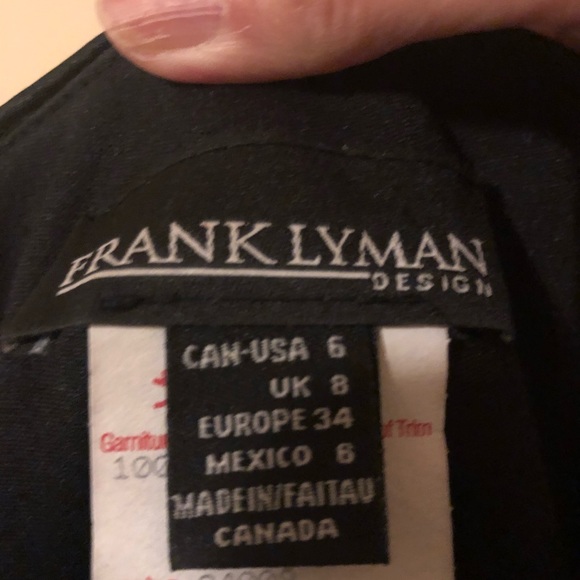 FRANK LYMAN
DESIGN
CAN-USA 6
UK 8
EUROPE 34
MEXICO 6
MADEIN/FAITAU
CANADA
Garnitu
of Trim
100